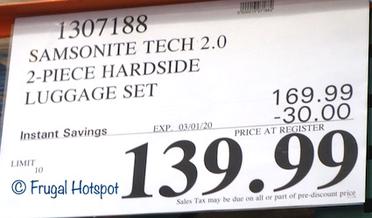 1307188
SAMSONITE TECH 2.0
2-PIECE HARDSIDE
LUGGAGE SET
169.99
Instant Savings EXP. 03/01/20 -30.00
PRICE AT REGISTER
LIMIT
10
139.99
© Frugal Hotspot
Sales Tax may be due on all or part of pre-discount price